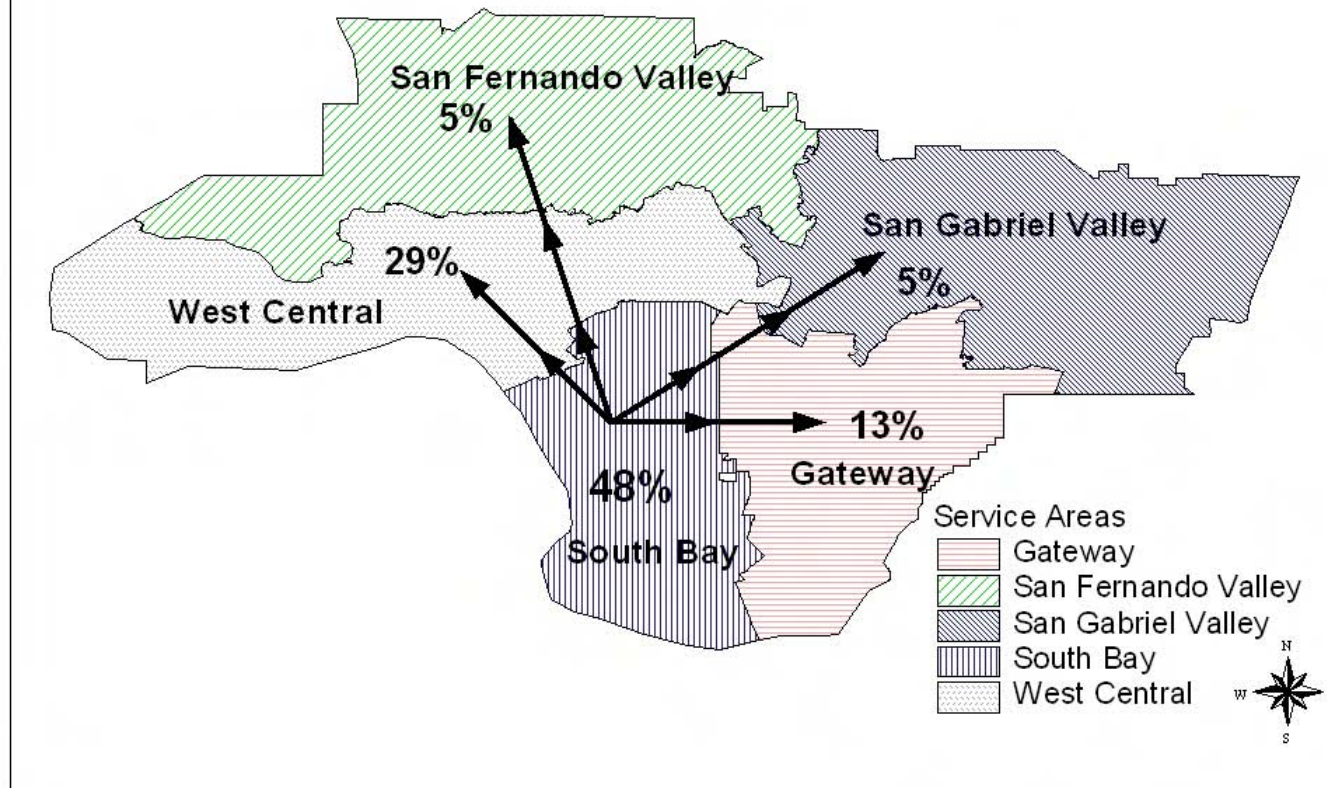 San Fernando Valley
5%
San Gabriel Valley
29%
5%
West Central
13%
Gateway
48%
South Bay
Service Areas
Gateway
San Fernando Valley
San Gabriel Valley
South Bay
West Central
N
W
S